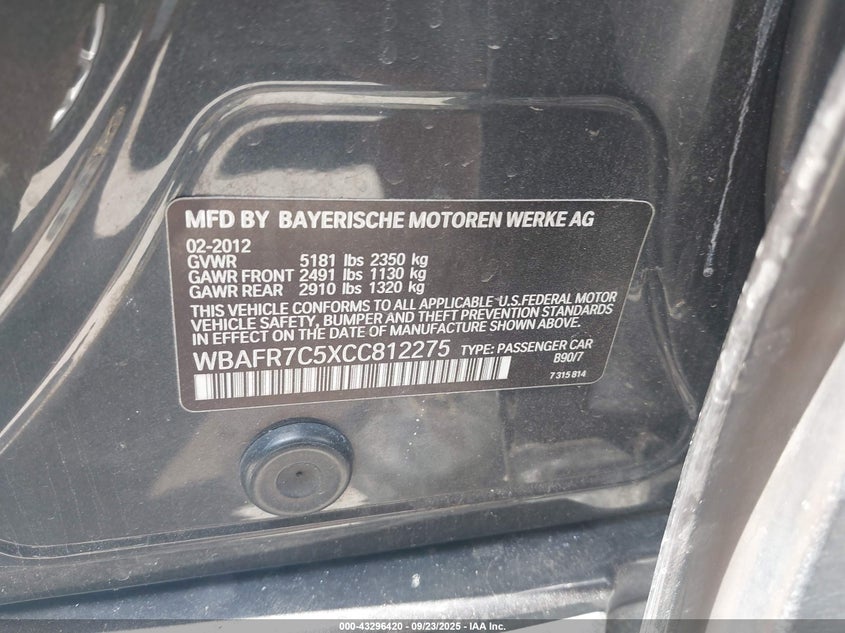 MFD BY BAYERISCHE MOTOREN WERKE AG
02-2012
GVWR 5181 lbs 2350 kg
GAWR FRONT 2491 lbs 1130 kg
GAWR REAR 2910 lbs 1320 kg
THIS VEHICLE CONFORMS TO ALL APPLICABLE U.S.FEDERAL MOTOR
VEHICLE SAFETY, BUMPER AND THEFT PREVENTION STANDARDS
IN EFFECT ON THE DATE OF MANUFACTURE SHOWN ABOVE.
WBAFR7C5XCC812275 TYPE: PASSENGER CAR
B90/7
7 315 814
000-43296420 - 09/23/2025 - IAA Inc.